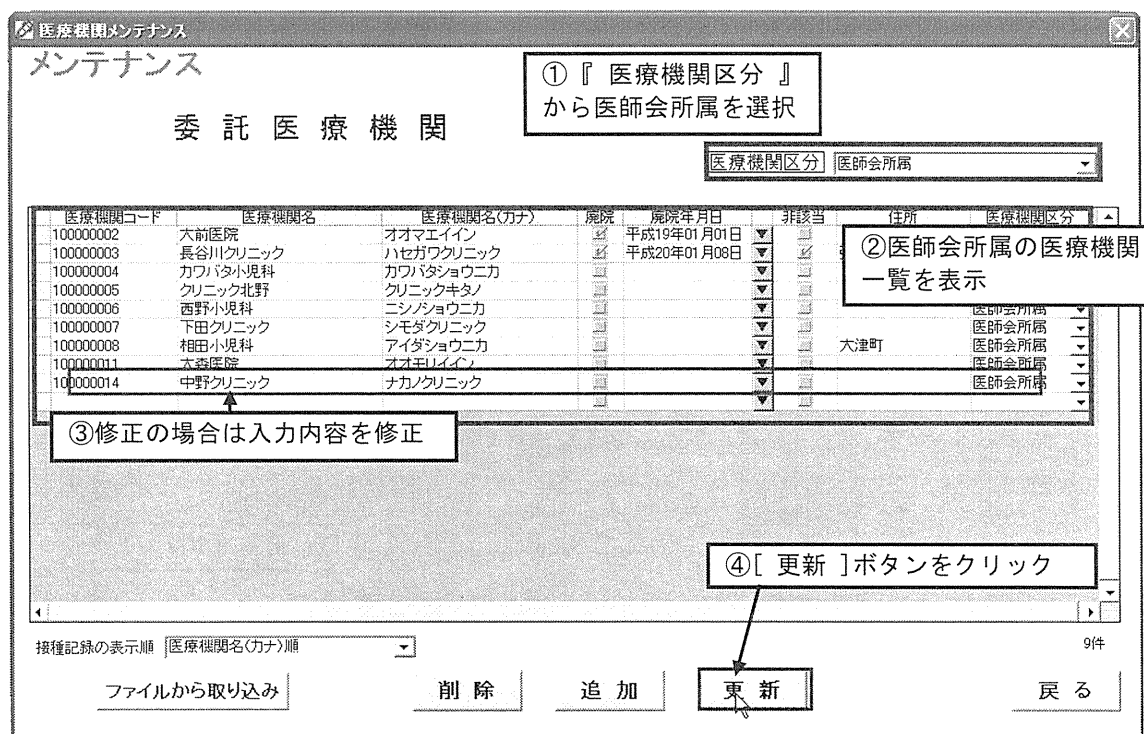 医療機関メンテナンス
メンテナンス
①『 医療機関区分 』
から医師会所属を選択
委託医療機関
医療機関区分 医師会所属
医療機関コード 医療機関名 医療機関名(カナ) 廃院 廃院年月日 非該当 住所 医療機関区分
100000002 大前医院 オオマエイイン 平成19年01月01日
100000003 長谷川クリニック ハセガワクリニック 平成20年01月08日
②医師会所属の医療機関
一覧を表示
100000004 カワバタ小児科 カワバタショウニカ
100000005 クリニック北野 クリニックキタノ
100000006 西野小児科 ニシノショウニカ 医師会所属
100000007 下田クリニック シモダクリニック 医師会所属
100000008 相田小児科 アイダショウニカ 大津町 医師会所属
100000011 大森医院 オオモリイイン 医師会所属
100000014 中野クリニック ナカノクリニック 医師会所属
③修正の場合は入力内容を修正
④[ 更新 ]ボタンをクリック
接種記録の表示順 医療機関名(カナ)順 9件
ファイルから取り込み 削除 追加 更新 戻る